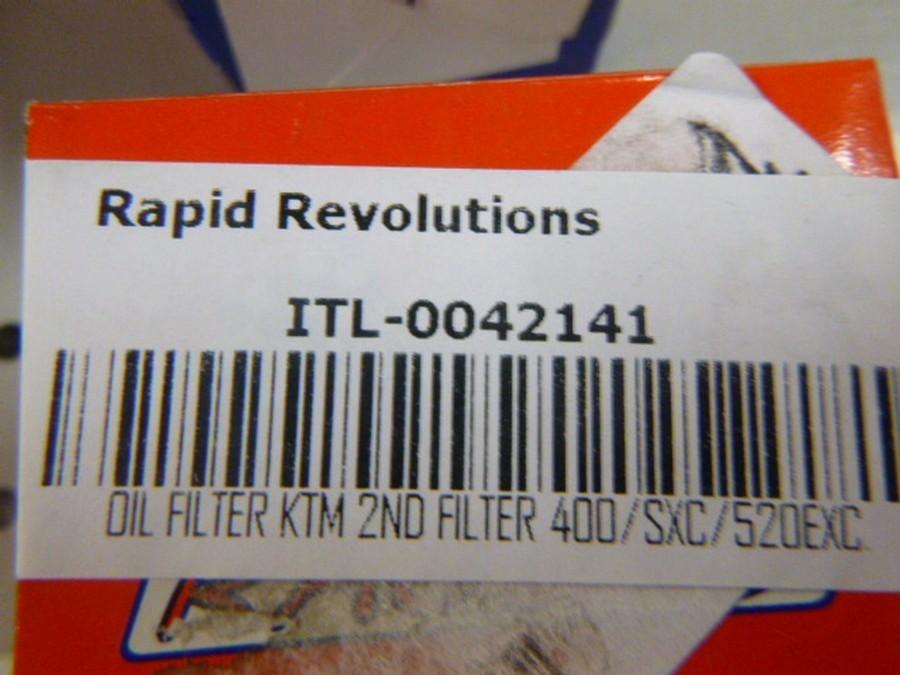 Rapid Revolutions
ITL-0042141
OIL FILTER KTM 2ND FILTER 400/SXC/520EXC